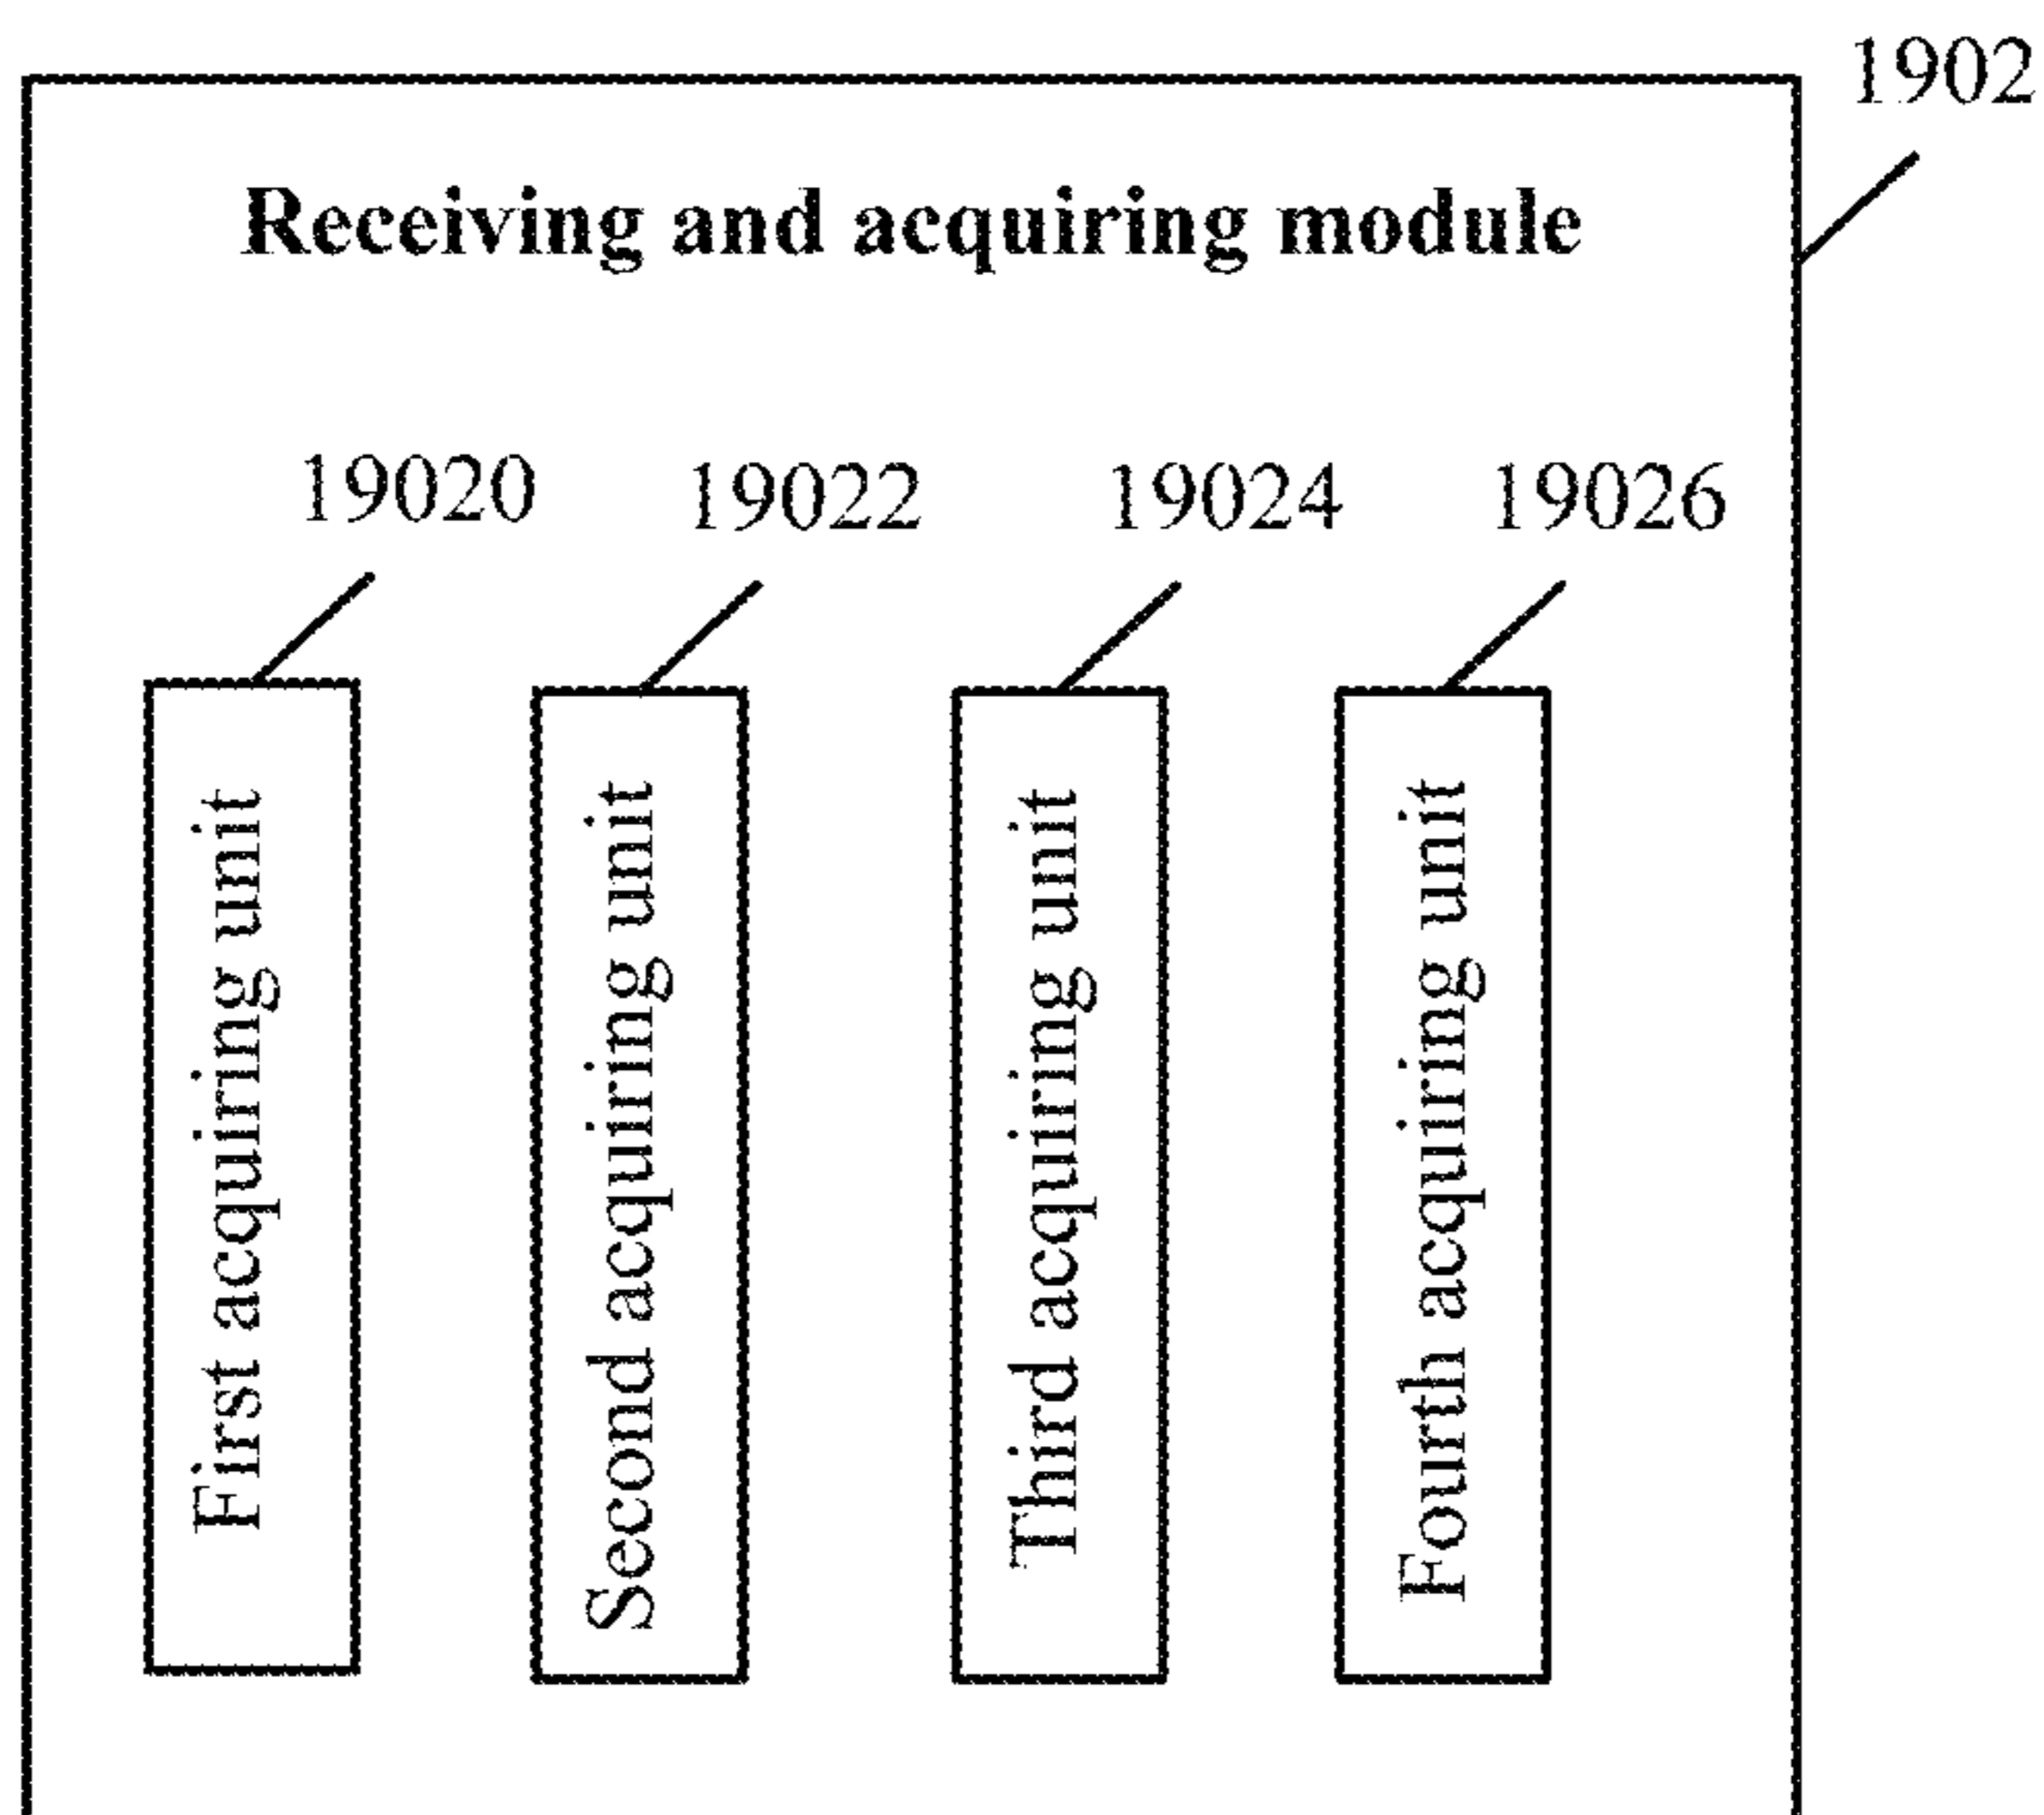 1902
Receiving and acquiring module
19020
19022
19024
19026
First acquiring unit
Second acquiring unit
Third acquiring unit
Fourth acquiring unit